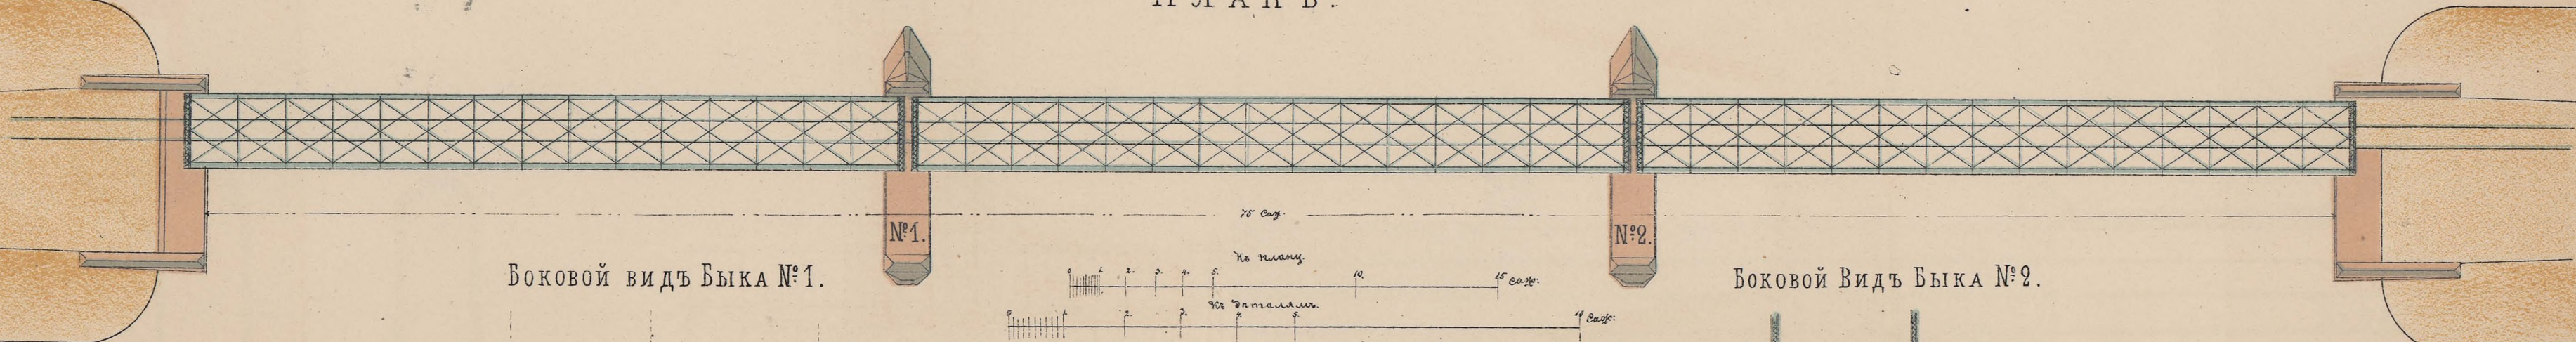 ПЛАНЪ.
75 саж.
№1.
№2.
Къ плану.
0 1. 2. 3. 4. 5. 10. 15 саж:
Боковой видъ Быка №1.
Боковой Видъ Быка №2.
Къ деталямъ.
0 1. 2. 3. 4. 5. 10 Саж: